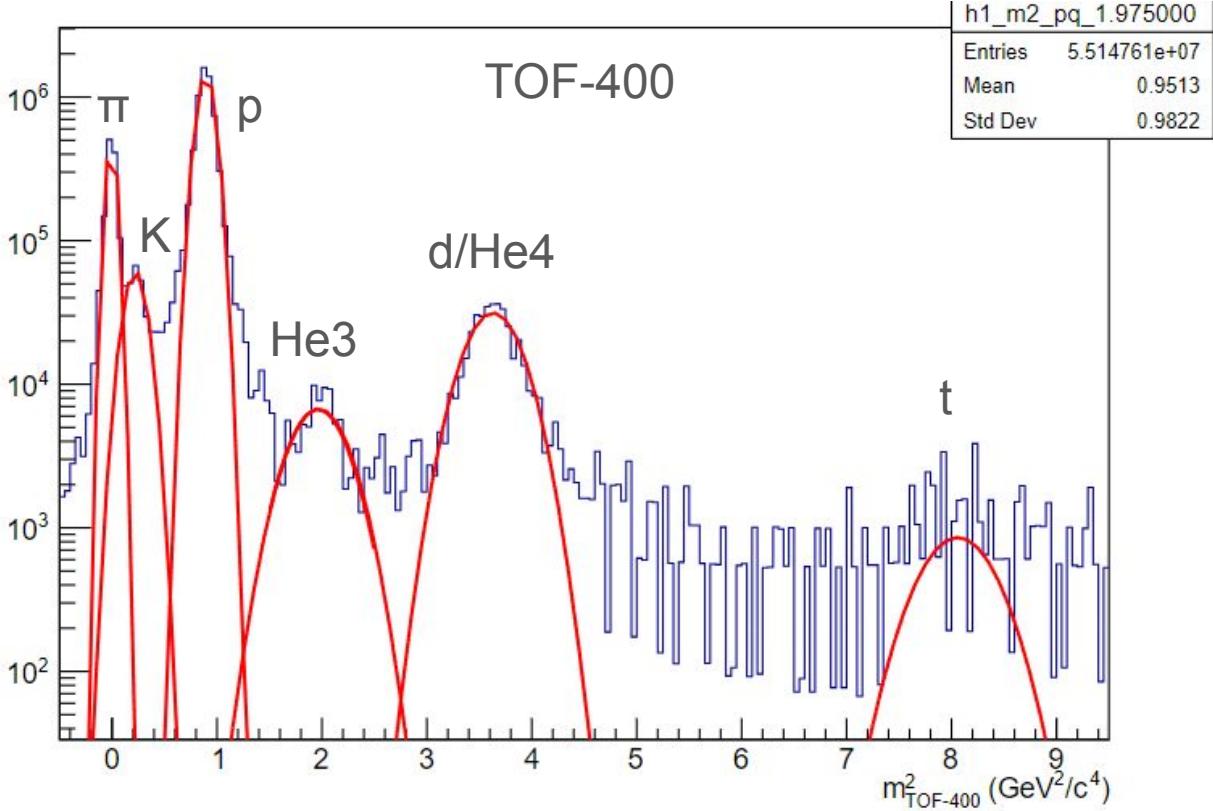 h1_m2_pq_1.975000
Entries 5.514761e+07
Mean 0.9513
Std Dev 0.9822
TOF-400
π
p
K
d/He4
He3
t
10⁶
10⁵
10⁴
10³
10²
0 1 2 3 4 5 6 7 8 9
m²TOF-400 (GeV²/c⁴)